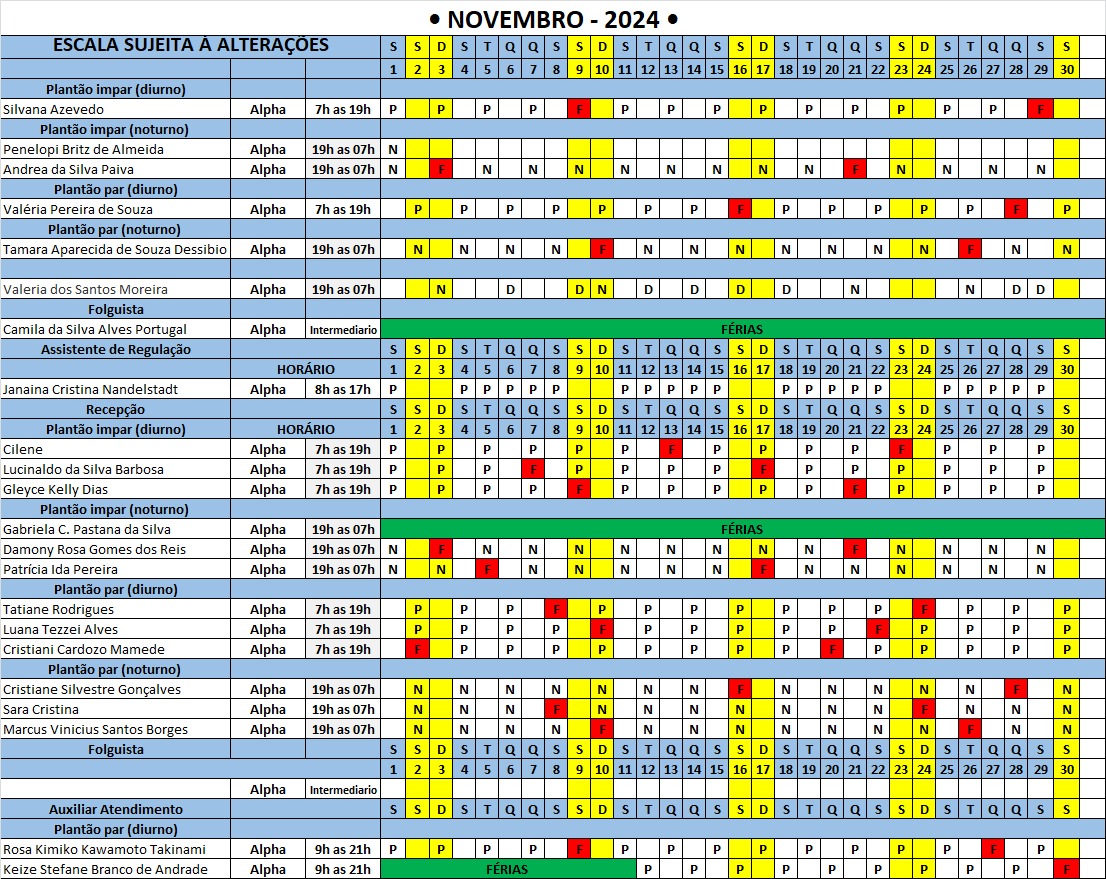 • NOVEMBRO - 2024 •
ESCALA SUJEITA Á ALTERAÇÕES S S D S T Q Q S S D S T Q Q S S D S T Q Q S S D S T Q Q S S
1 2 3 4 5 6 7 8 9 10 11 12 13 14 15 16 17 18 19 20 21 22 23 24 25 26 27 28 29 30
Plantão impar (diurno)
Silvana Azevedo Alpha 7h as 19h P P P P F P P P P P P P P P F
Plantão impar (noturno)
Penelopi Britz de Almeida Alpha 19h as 07h N
Andrea da Silva Paiva Alpha 19h as 07h N F N N N N N N N N F N N N N
Plantão par (diurno)
Valéria Pereira de Souza Alpha 7h as 19h P P P P P P P F P P P P P F P
Plantão par (noturno)
Tamara Aparecida de Souza Dessibio Alpha 19h as 07h N N N N F N N N N N N N F N N
Valeria dos Santos Moreira Alpha 19h as 07h N D D N D D D D N N D D
Folguista
Camila da Silva Alves Portugal Alpha Intermediario FÉRIAS
Assistente de Regulação S S D S T Q Q S S D S T Q Q S S D S T Q Q S S D S T Q Q S S
HORÁRIO 1 2 3 4 5 6 7 8 9 10 11 12 13 14 15 16 17 18 19 20 21 22 23 24 25 26 27 28 29 30
Janaina Cristina Nandelstadt Alpha 8h as 17h P P P P P P P P P P P P P P P P P P P P P
Recepção S S D S T Q Q S S D S T Q Q S S D S T Q Q S S D S T Q Q S S
Plantão impar (diurno) HORÁRIO 1 2 3 4 5 6 7 8 9 10 11 12 13 14 15 16 17 18 19 20 21 22 23 24 25 26 27 28 29 30
Cilene Alpha 7h as 19h P P P P P P F P P P P F P P P
Lucinaldo da Silva Barbosa Alpha 7h as 19h P P P F P P P P F P P P P P P
Gleyce Kelly Dias Alpha 7h as 19h P P P P F P P P P P F P P P P
Plantão impar (noturno)
Gabriela C. Pastana da Silva Alpha 19h as 07h FÉRIAS
Damony Rosa Gomes dos Reis Alpha 19h as 07h N F N N N N N N N N F N N N N
Patrícia Ida Pereira Alpha 19h as 07h N N F N N N N N F N N N N N N
Plantão par (diurno)
Tatiane Rodrigues Alpha 7h as 19h P P P F P P P P P P P F P P P
Luana Tezzei Alves Alpha 7h as 19h P P P P F P P P P P F P P P P
Cristiani Cardozo Mamede Alpha 7h as 19h F P P P P P P P P F P P P P P
Plantão par (noturno)
Cristiane Silvestre Gonçalves Alpha 19h as 07h N N N N N N N F N N N N N F N
Sara Cristina Alpha 19h as 07h N N N F N N N N N N N F N N N
Marcus Vinicius Santos Borges Alpha 19h as 07h N N N N F N N N N N N N F N N
Folguista S S D S T Q Q S S D S T Q Q S S D S T Q Q S S D S T Q Q S S
1 2 3 4 5 6 7 8 9 10 11 12 13 14 15 16 17 18 19 20 21 22 23 24 25 26 27 28 29 30
Alpha Intermediario
Auxiliar Atendimento S S D S T Q Q S S D S T Q Q S S D S T Q Q S S D S T Q Q S S
Plantão par (diurno)
Rosa Kimiko Kawamoto Takinami Alpha 9h as 21h P P P P F P P P P P P P P F P
Keize Stefane Branco de Andrade Alpha 9h as 21h FÉRIAS P P P P P P P P P F